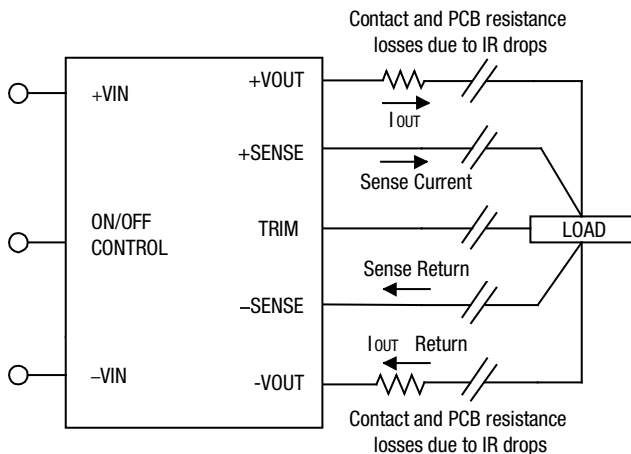 Contact and PCB resistance
losses due to IR drops
+VOUT
+VIN
IOUT
+SENSE
Sense Current
ON/OFF
CONTROL
TRIM
LOAD
Sense Return
–SENSE
IOUT Return
–VIN
-VOUT
Contact and PCB resistance
losses due to IR drops